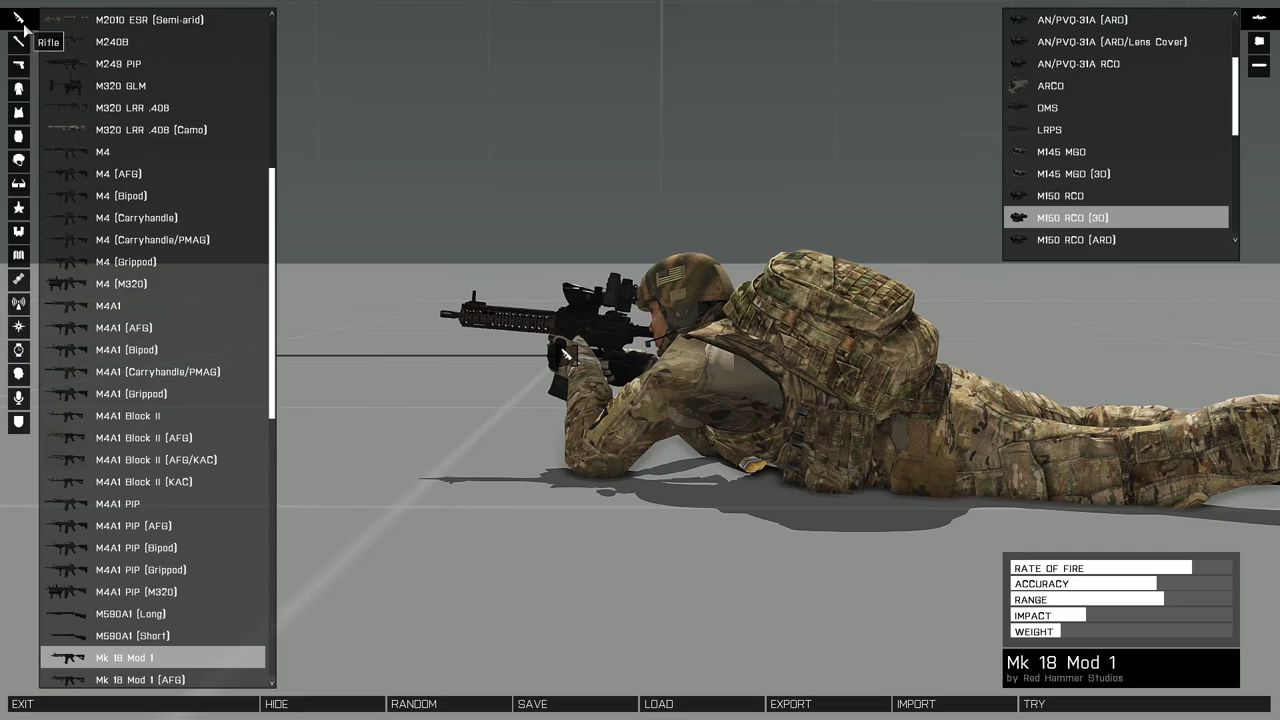 M2010 ESR (Semi-arid)
M240B
Rifle
M249 PIP
M320 GLM
M320 LRR .408
M320 LRR .408 (Camo)
M4
M4 (AFG)
M4 (Bipod)
M4 (Carryhandle)
M4 (Carryhandle/PMAG)
M4 (Grippod)
M4 (M320)
M4A1
M4A1 (AFG)
M4A1 (Bipod)
M4A1 (Carryhandle/PMAG)
M4A1 (Grippod)
M4A1 Block II
M4A1 Block II (AFG)
M4A1 Block II (AFG/KAC)
M4A1 Block II (KAC)
M4A1 PIP
M4A1 PIP (AFG)
M4A1 PIP (Bipod)
M4A1 PIP (Grippod)
M4A1 PIP (M320)
M590A1 (Long)
M590A1 (Short)
Mk 18 Mod 1
Mk 18 Mod 1 (AFG)
AN/PVQ-31A (ARD)
AN/PVQ-31A (ARD/Lens Cover)
AN/PVQ-31A RCO
ARCO
DMS
LRPS
M145 MGO
M145 MGO (3D)
M150 RCO
M150 RCO (3D)
M150 RCO (ARD)
RATE OF FIRE
ACCURACY
RANGE
IMPACT
WEIGHT
Mk 18 Mod 1
by Red Hammer Studios
EXIT
HIDE
RANDOM
SAVE
LOAD
EXPORT
IMPORT
TRY